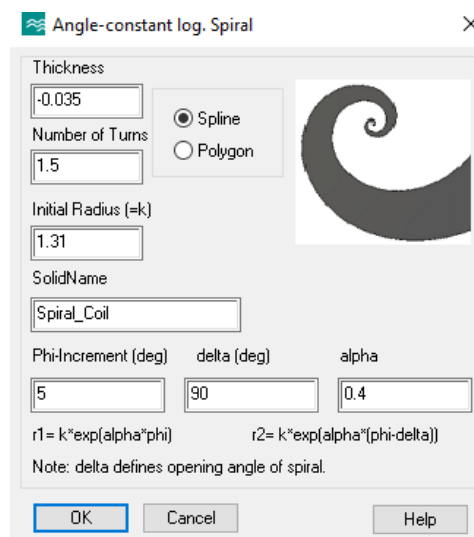 Angle-constant log. Spiral
Thickness
-0.035
Spline
Number of Turns
Polygon
1.5
Initial Radius (=k)
1.31
SolidName
Spiral_Coil
Phi-Increment (deg) delta (deg) alpha
5 90 0.4
r1= k*exp(alpha*phi) r2= k*exp(alpha*(phi-delta))
Note: delta defines opening angle of spiral.
OK Cancel Help